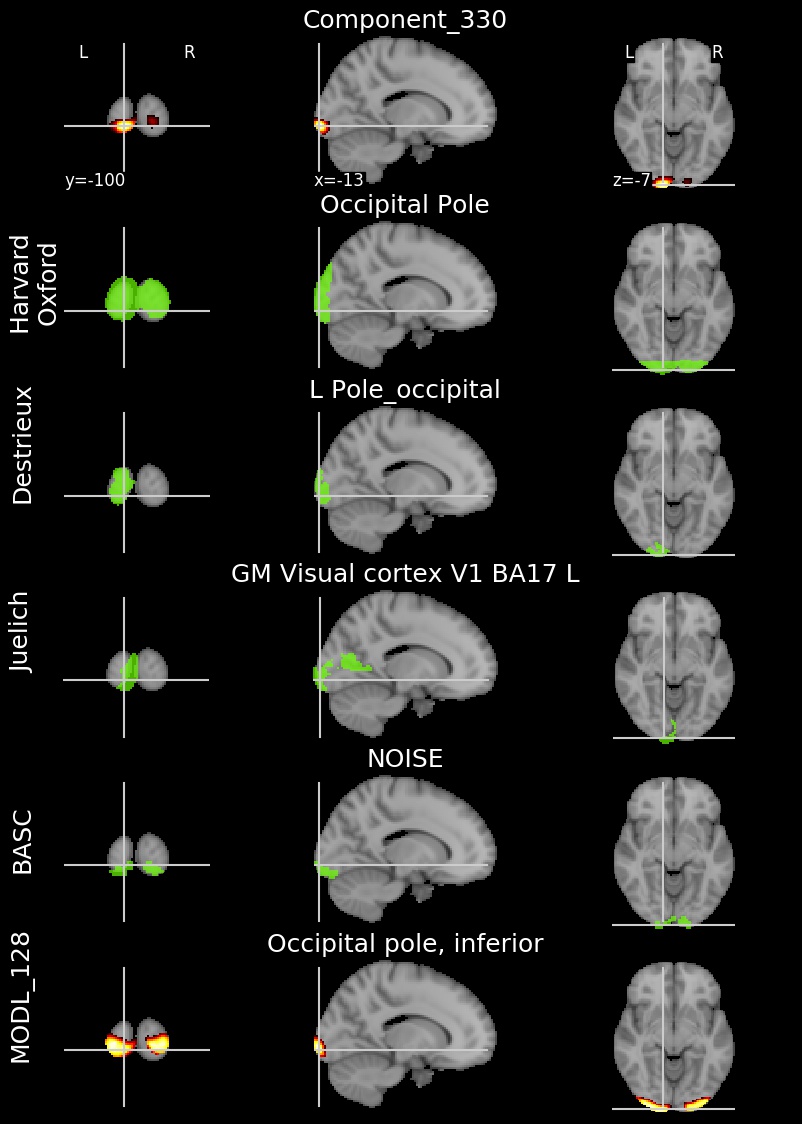 Component_330
L R
L R
y=-100
x=-13
z=-7
Occipital Pole
Harvard
Oxford
L Pole_occipital
Destrieux
GM Visual cortex V1 BA17 L
Juelich
NOISE
BASC
Occipital pole, inferior
MODL_128